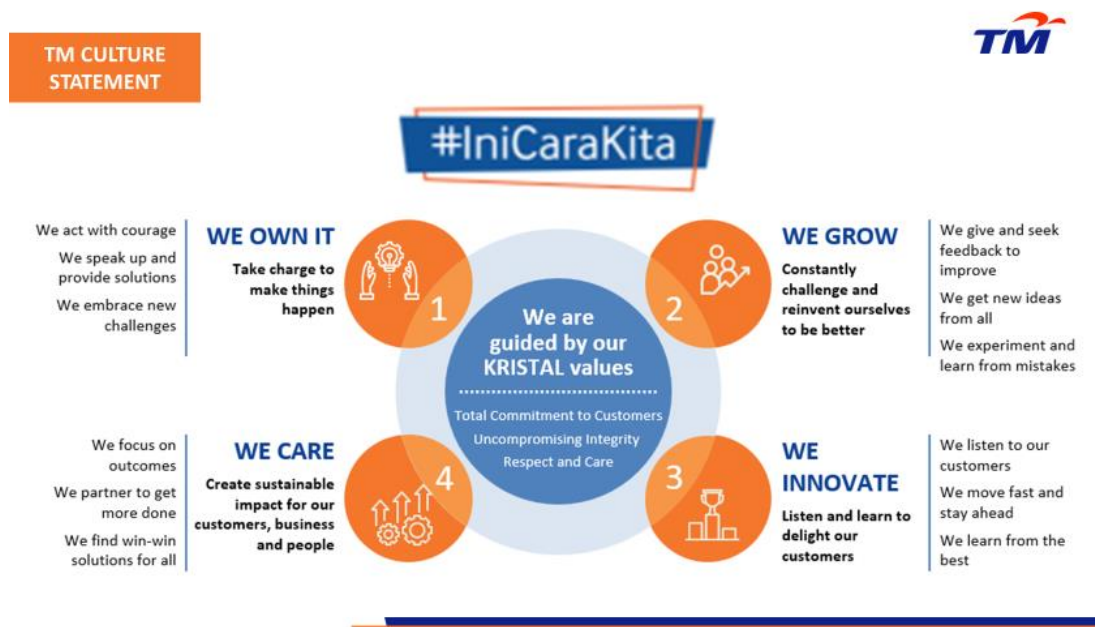 TM CULTURE
STATEMENT
TM
#IniCaraKita
We act with courage
We speak up and
provide solutions
We embrace new
challenges
WE OWN IT
Take charge to
make things
happen
1
2
WE GROW
Constantly
challenge and
reinvent ourselves
to be better
We give and seek
feedback to
improve
We get new ideas
from all
We experiment and
learn from mistakes
We are
guided by our
KRISTAL values
Total Commitment to Customers
Uncompromising Integrity
Respect and Care
We focus on
outcomes
We partner to get
more done
We find win-win
solutions for all
WE CARE
Create sustainable
impact for our
customers, business
and people
4
3
WE
INNOVATE
Listen and learn to
delight our
customers
We listen to our
customers
We move fast and
stay ahead
We learn from the
best